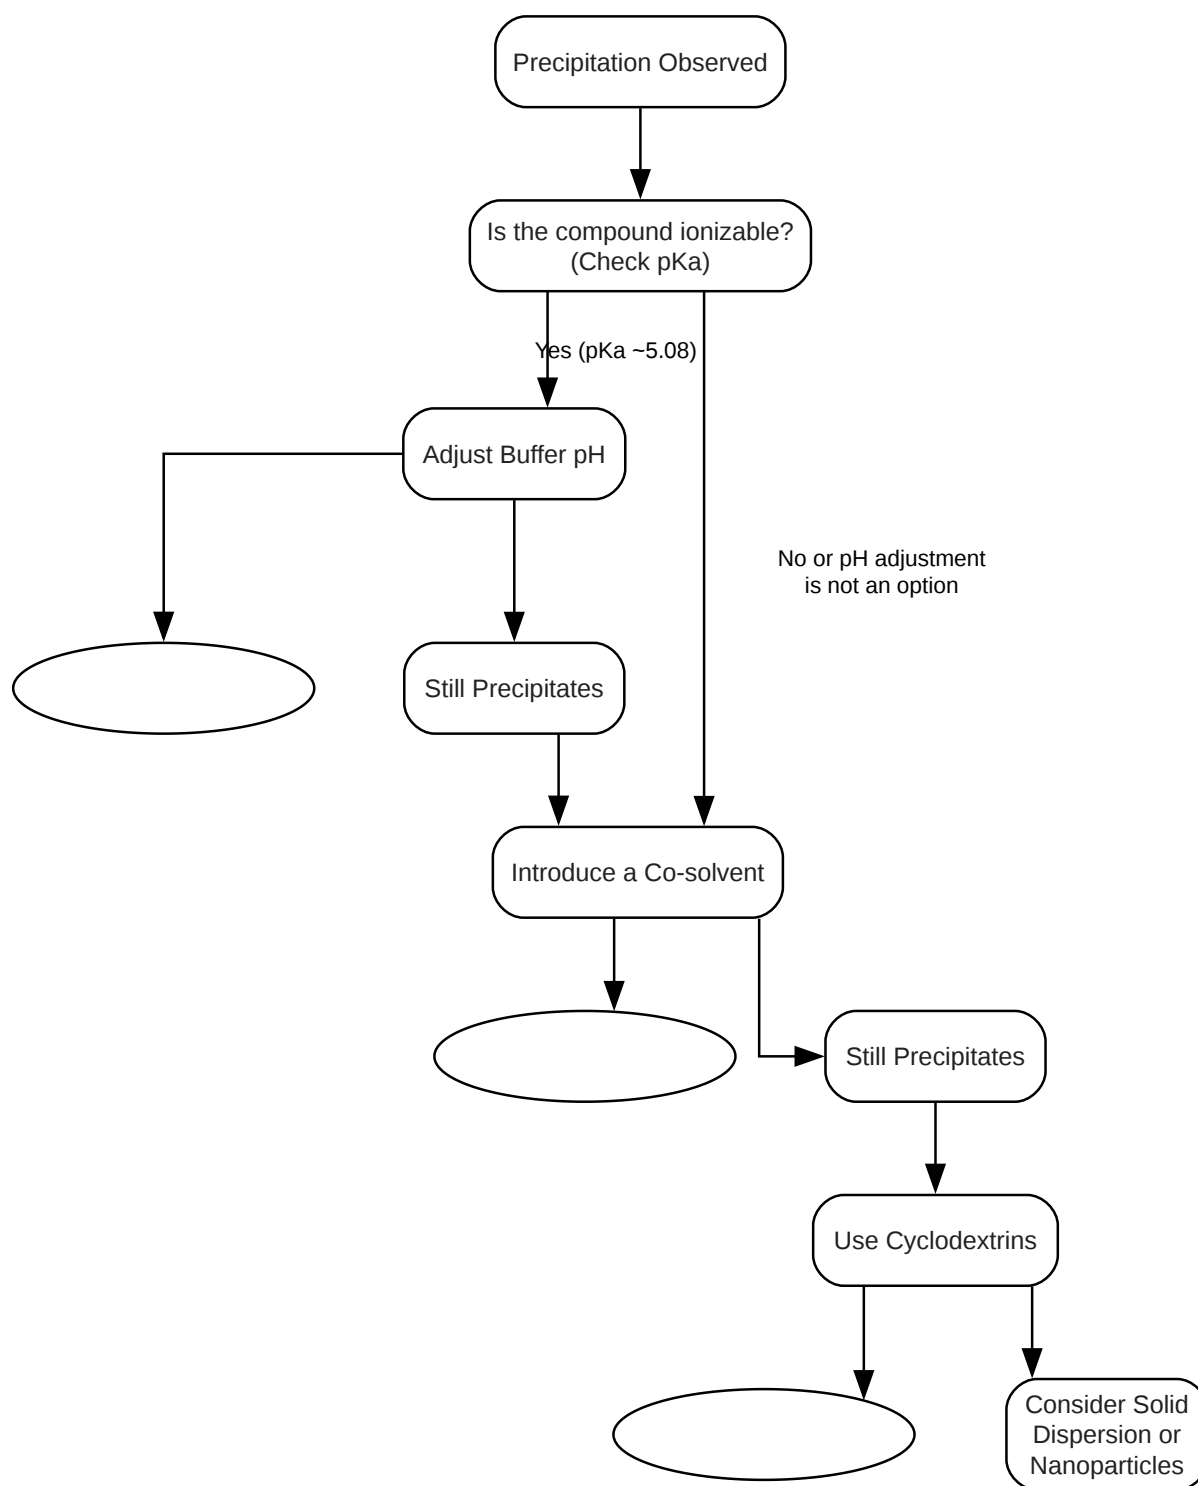 Precipitation Observed
Is the compound ionizable?
(Check pKa)
Yes (pKa ~5.08)
Adjust Buffer pH
No or pH adjustment
is not an option
Still Precipitates
Introduce a Co-solvent
Still Precipitates
Use Cyclodextrins
Consider Solid
Dispersion or
Nanoparticles